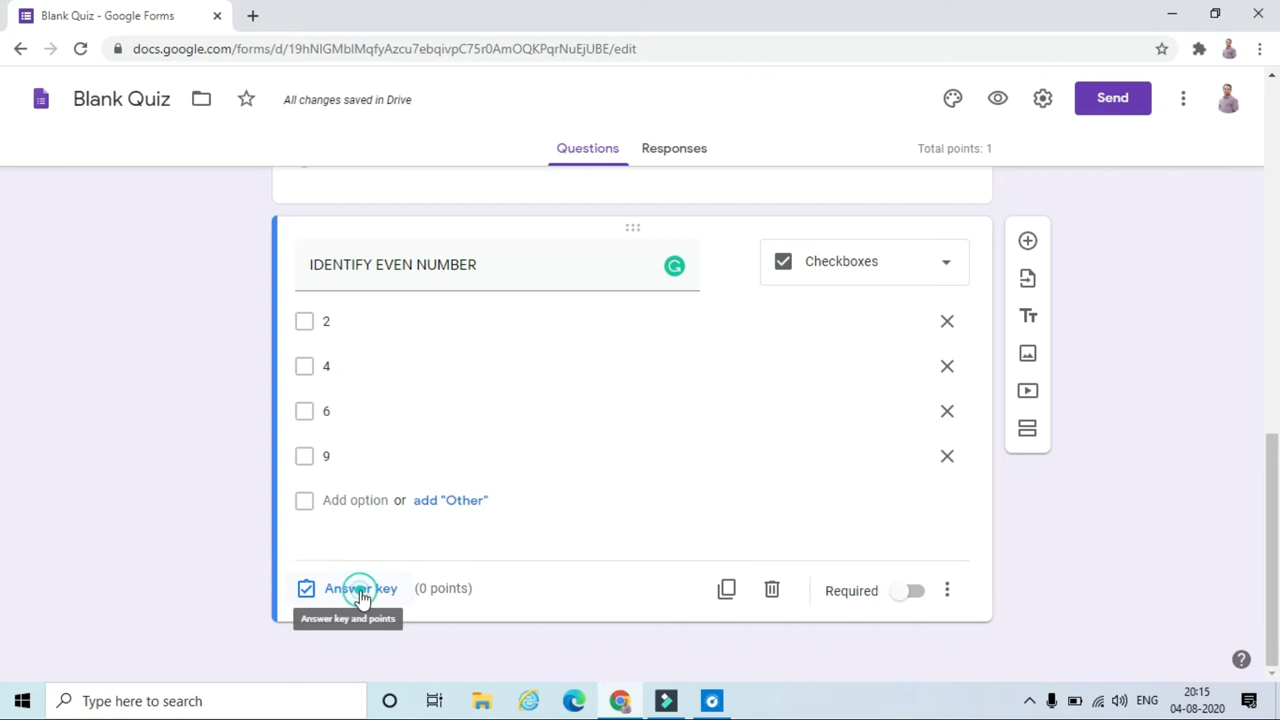 Blank Quiz - Google Forms
docs.google.com/forms/d/19hNIGMbIMqfyAzcu7ebqivpC75r0AmOQKPqrNuEjUBE/edit
Blank Quiz
All changes saved in Drive
Send
Questions
Responses
Total points: 1
IDENTIFY EVEN NUMBER
Checkboxes
2
4
6
9
Add option or add "Other"
Answer key (0 points)
Required
Answer key and points
Type here to search
ENG
20:15
04-08-2020